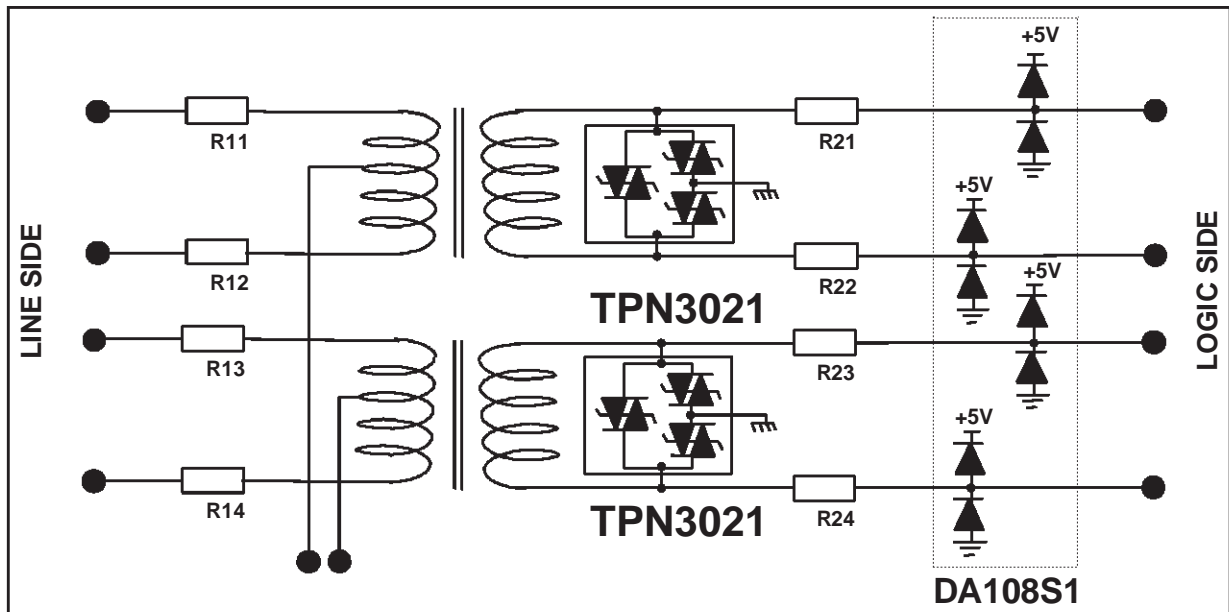 +5V
R11
R21
+5V
LINE SIDE
R12
R22
LOGIC SIDE
+5V
TPN3021
R13
R23
+5V
R14
R24
TPN3021
DA108S1